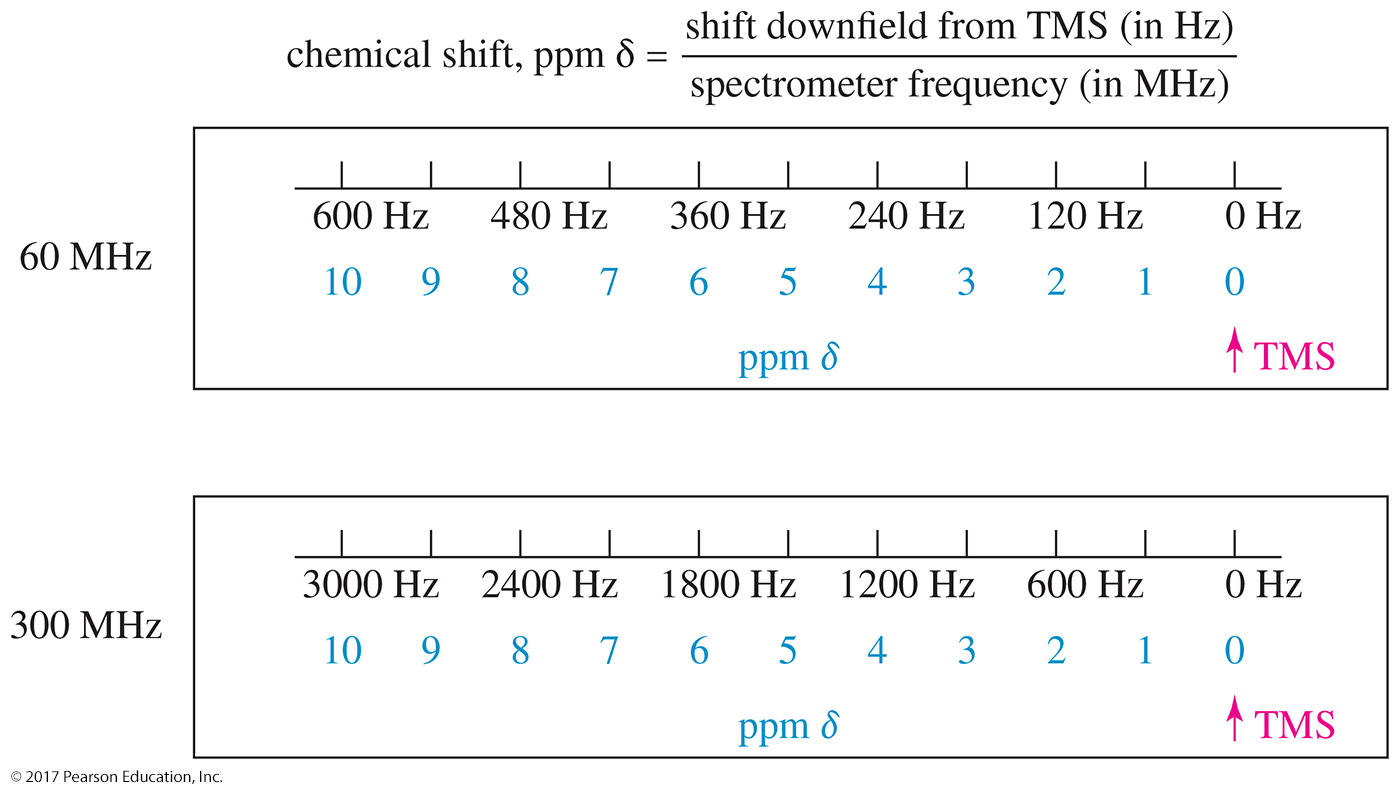 shift downfield from TMS (in Hz)
chemical shift, ppm δ =
spectrometer frequency (in MHz)
600 Hz 480 Hz 360 Hz 240 Hz 120 Hz 0 Hz
60 MHz
10 9 8 7 6 5 4 3 2 1 0
ppm δ TMS
3000 Hz 2400 Hz 1800 Hz 1200 Hz 600 Hz 0 Hz
300 MHz
10 9 8 7 6 5 4 3 2 1 0
ppm δ TMS
© 2017 Pearson Education, Inc.